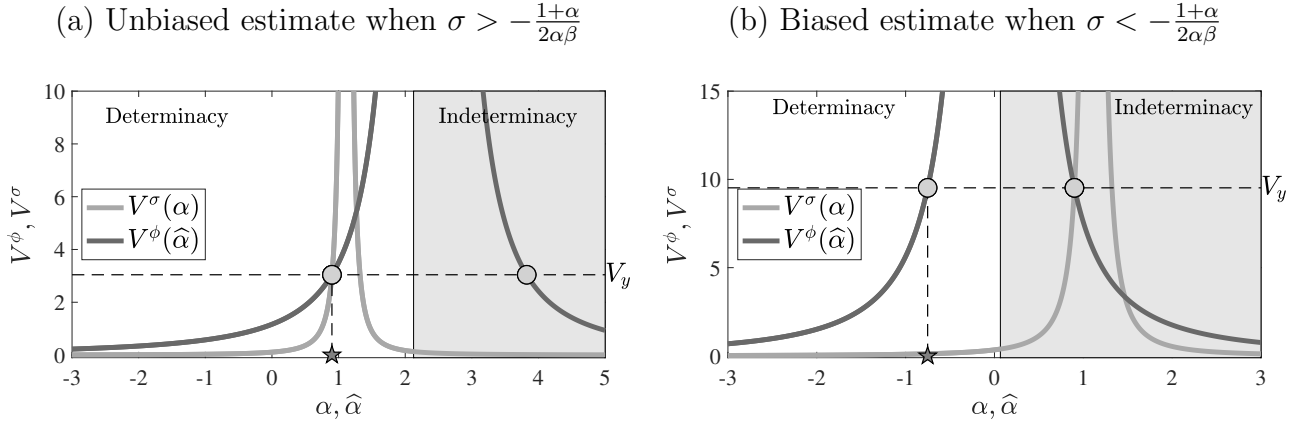 (a) Unbiased estimate when σ > −\frac{1+α}{2αβ}
10
8
6
4
2
0
V^ϕ, V^σ
Determinacy
Indeterminacy
V^σ(α)
V^ϕ(α̂)
V_y
-3 -2 -1 0 1 2 3 4 5
α, α̂
(b) Biased estimate when σ < −\frac{1+α}{2αβ}
15
10
5
0
V^ϕ, V^σ
Determinacy
Indeterminacy
V^σ(α)
V^ϕ(α̂)
V_y
-3 -2 -1 0 1 2 3
α, α̂